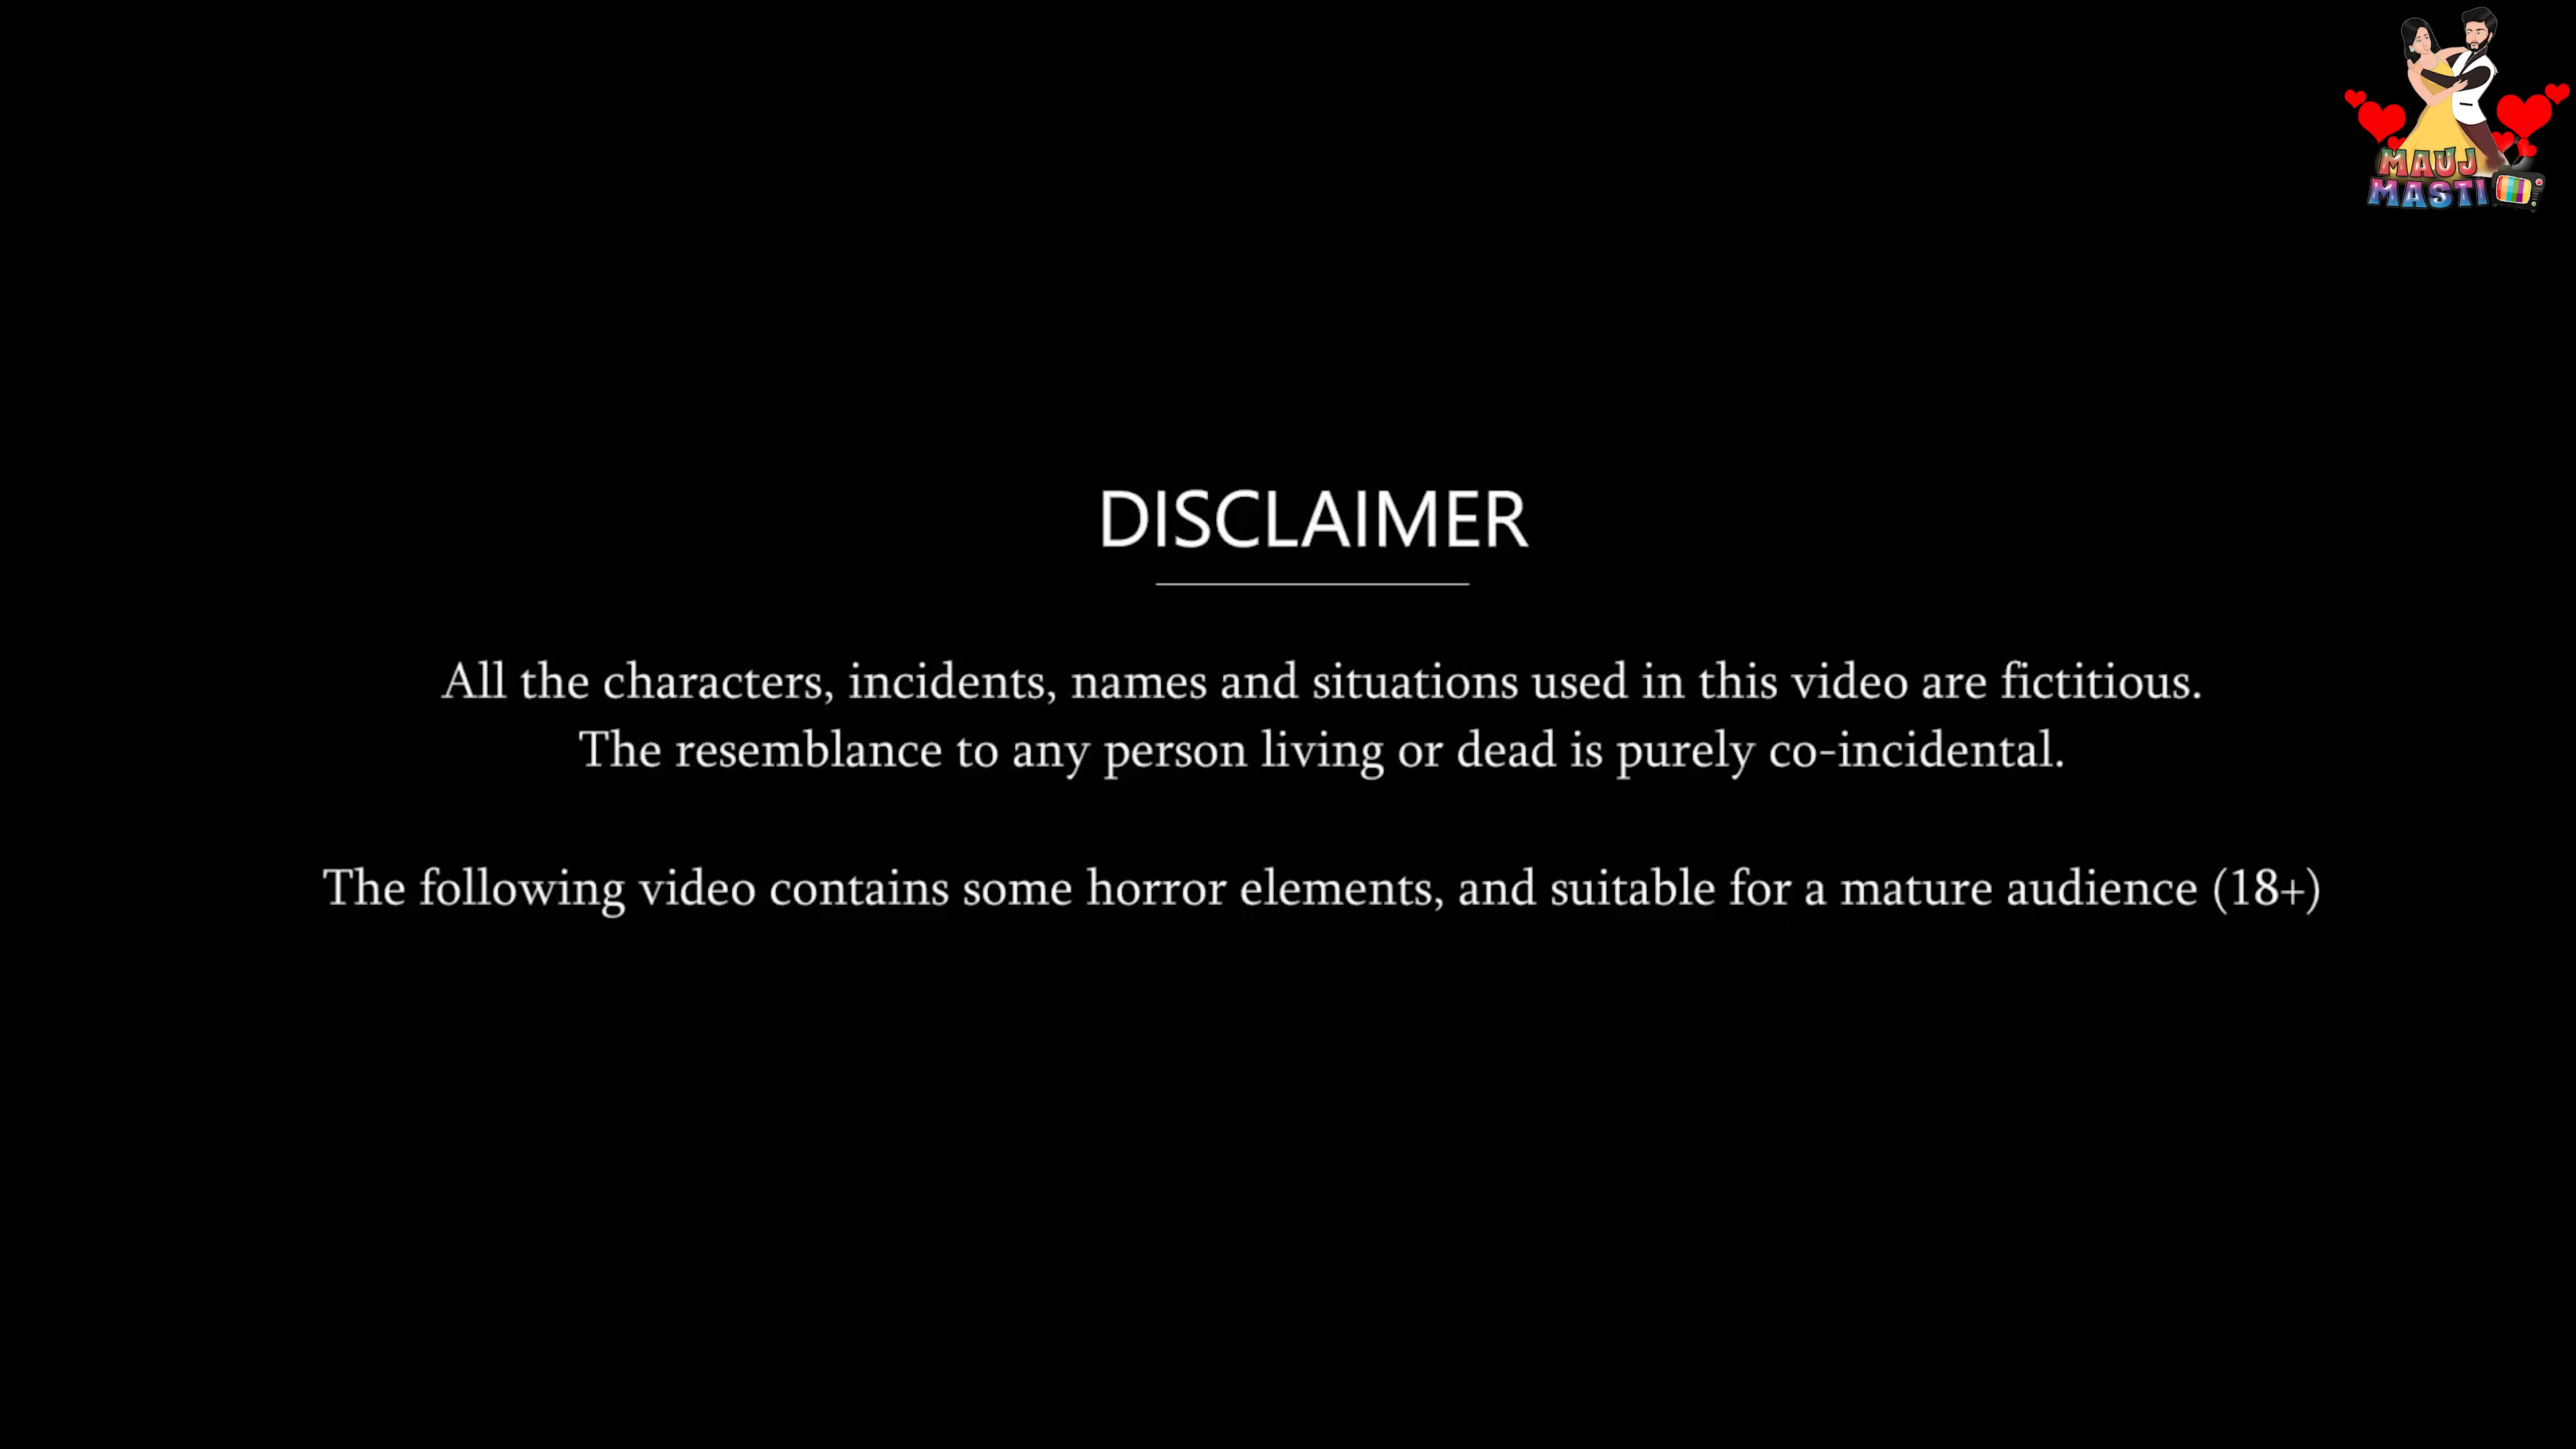 MAUJ
MASTI
DISCLAIMER
All the characters, incidents, names and situations used in this video are fictitious.
The resemblance to any person living or dead is purely co-incidental.
The following video contains some horror elements, and suitable for a mature audience (18+)